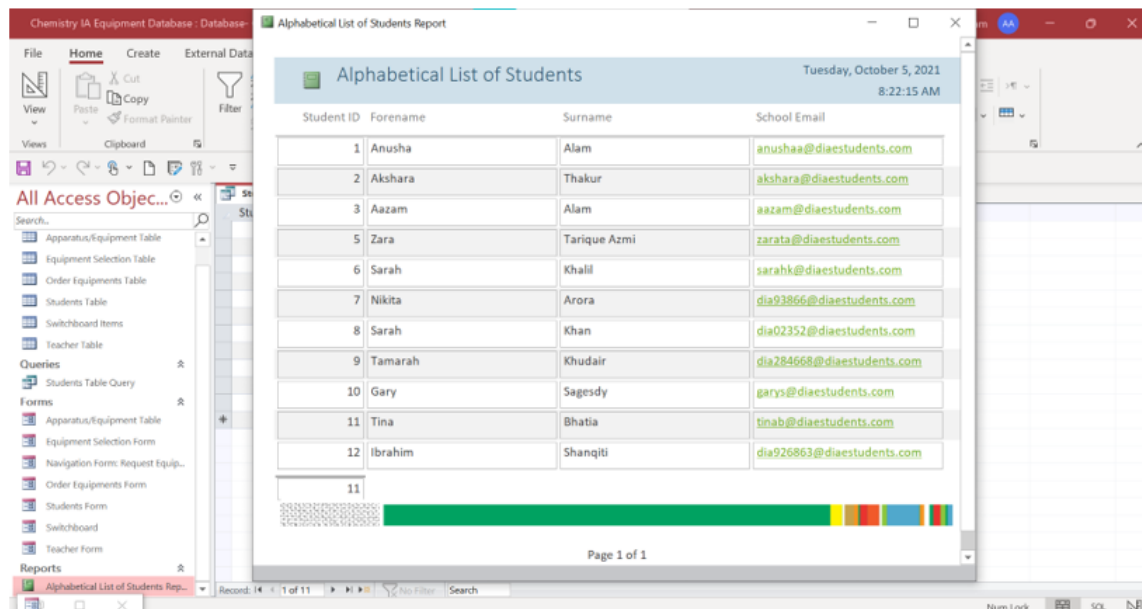 Chemistry IA Equipment Database : Database-
Alphabetical List of Students Report
AA
File Home Create External Data
View
Paste
Cut
Copy
Format Painter
Filter
Views Clipboard
All Access Objec...
Search..
Apparatus/Equipment Table
Equipment Selection Table
Order Equipments Table
Students Table
Switchboard Items
Teacher Table
Queries
Students Table Query
Forms
Apparatus/Equipment Table
Equipment Selection Form
Navigation Form: Request Equip...
Order Equipments Form
Students Form
Switchboard
Teacher Form
Reports
Alphabetical List of Students Rep...
Alphabetical List of Students
Tuesday, October 5, 2021
8:22:15 AM
Student ID Forename Surname School Email
1 Anusha Alam anushaa@diaestudents.com
2 Akshara Thakur akshara@diaestudents.com
3 Aazam Alam aazam@diaestudents.com
5 Zara Tarique Azmi zarata@diaestudents.com
6 Sarah Khalil sarahk@diaestudents.com
7 Nikita Arora dia93866@diaestudents.com
8 Sarah Khan dia02352@diaestudents.com
9 Tamarah Khudair dia284668@diaestudents.com
10 Gary Sagesdy garys@diaestudents.com
11 Tina Bhatia tinab@diaestudents.com
12 Ibrahim Shanqiti dia926863@diaestudents.com
11
Page 1 of 1
Record: 1 of 11 No Filter Search
Num Lock SQL